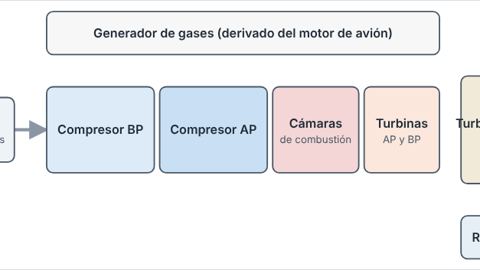 Generador de gases (derivado del motor de avión)
Compresor BP
Compresor AP
Cámaras
de combustión
Turbinas
AP y BP